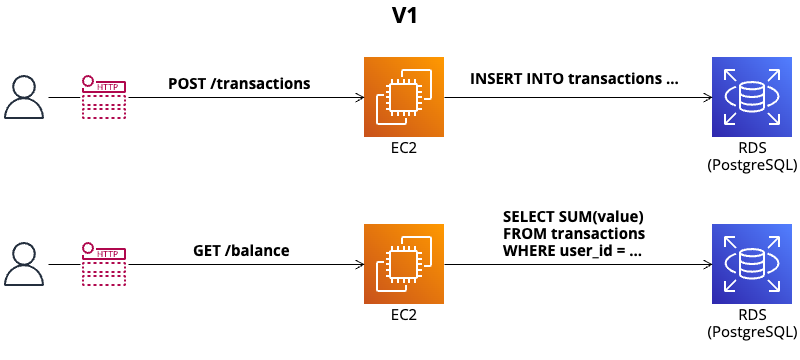 V1
HTTP
POST /transactions
EC2
INSERT INTO transactions ...
RDS
(PostgreSQL)
HTTP
GET /balance
EC2
SELECT SUM(value)
FROM transactions
WHERE user_id = ...
RDS
(PostgreSQL)